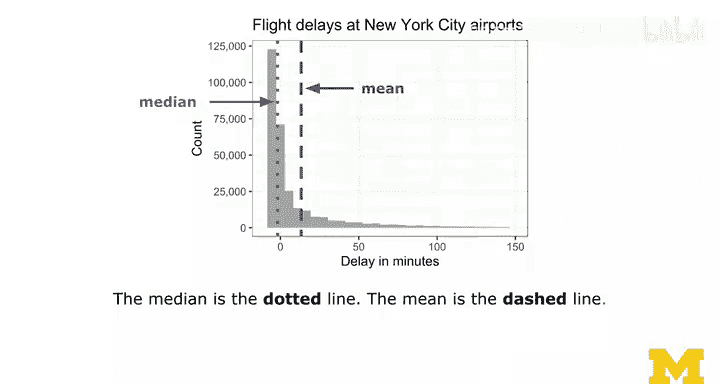 Flight delays at New York City airports
125,000
100,000
75,000
50,000
25,000
0
Count
median
mean
0
50
100
150
Delay in minutes
The median is the dotted line. The mean is the dashed line.
M